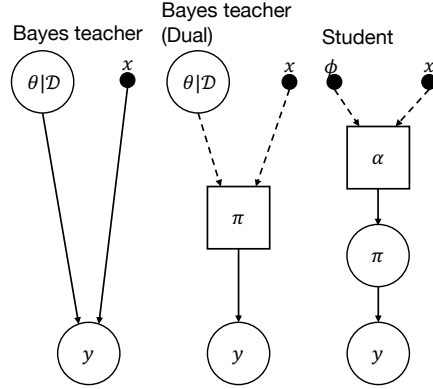 Bayes teacher
θ|𝒟
x
y
Bayes teacher
(Dual)
θ|𝒟
x
π
y
Student
ϕ
x
α
π
y